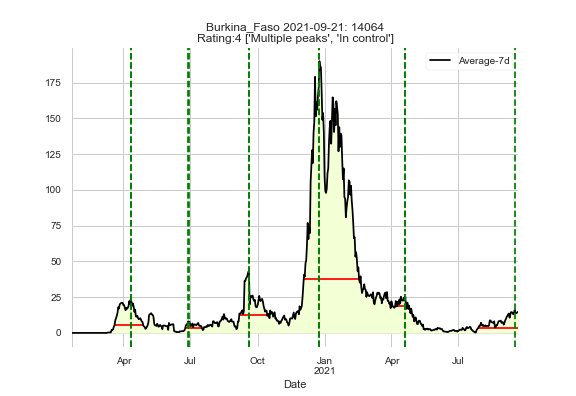 Burkina_Faso 2021-09-21: 14064
Rating:4 ['Multiple peaks', 'In control']
Average-7d
175
150
125
100
75
50
25
0
Apr
Jul
Oct
Jan
2021
Apr
Jul
Date